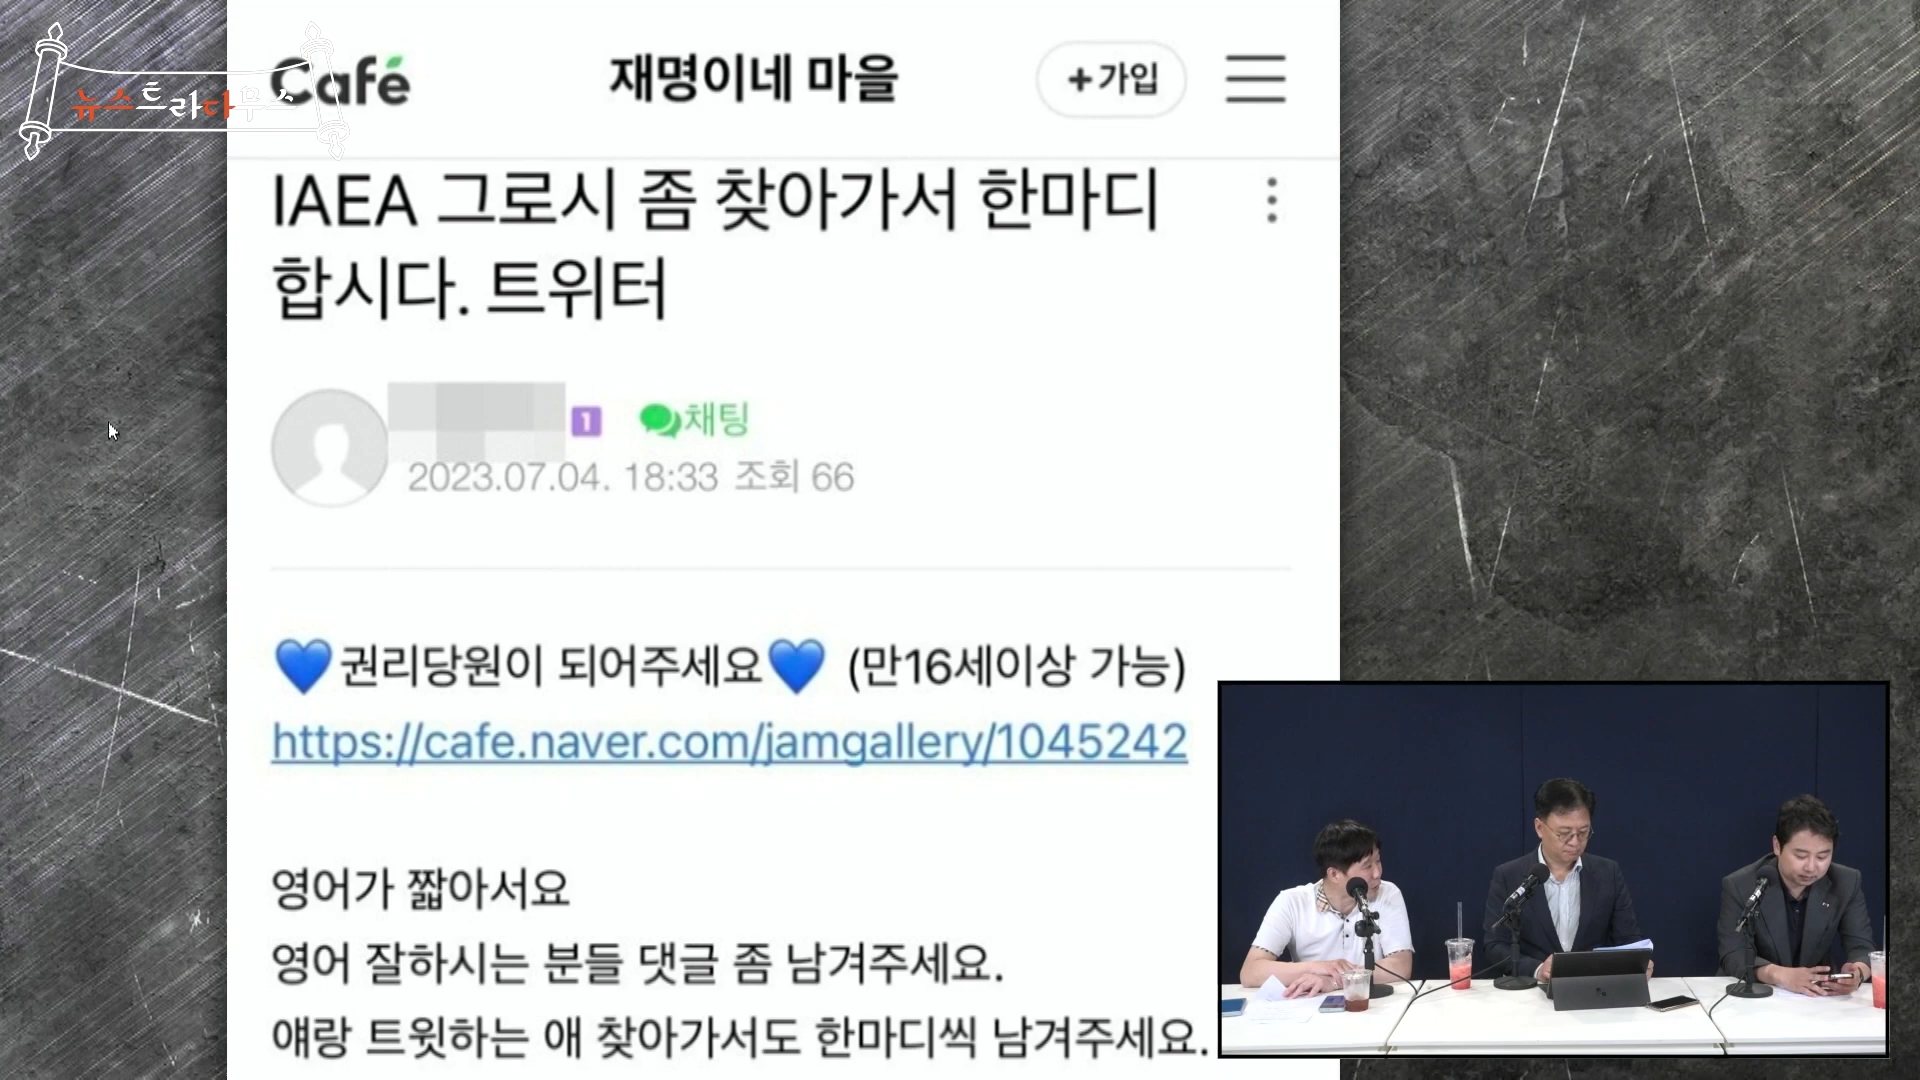 뉴스트라다무스
Café
재명이네 마을
+가입
IAEA 그로시 좀 찾아가서 한마디
합시다. 트위터
1
채팅
2023.07.04. 18:33 조회 66
💙권리당원이 되어주세요💙 (만16세이상 가능)
https://cafe.naver.com/jamgallery/1045242
영어가 짧아서요
영어 잘하시는 분들 댓글 좀 남겨주세요.
얘랑 트윗하는 애 찾아가서도 한마디씩 남겨주세요.